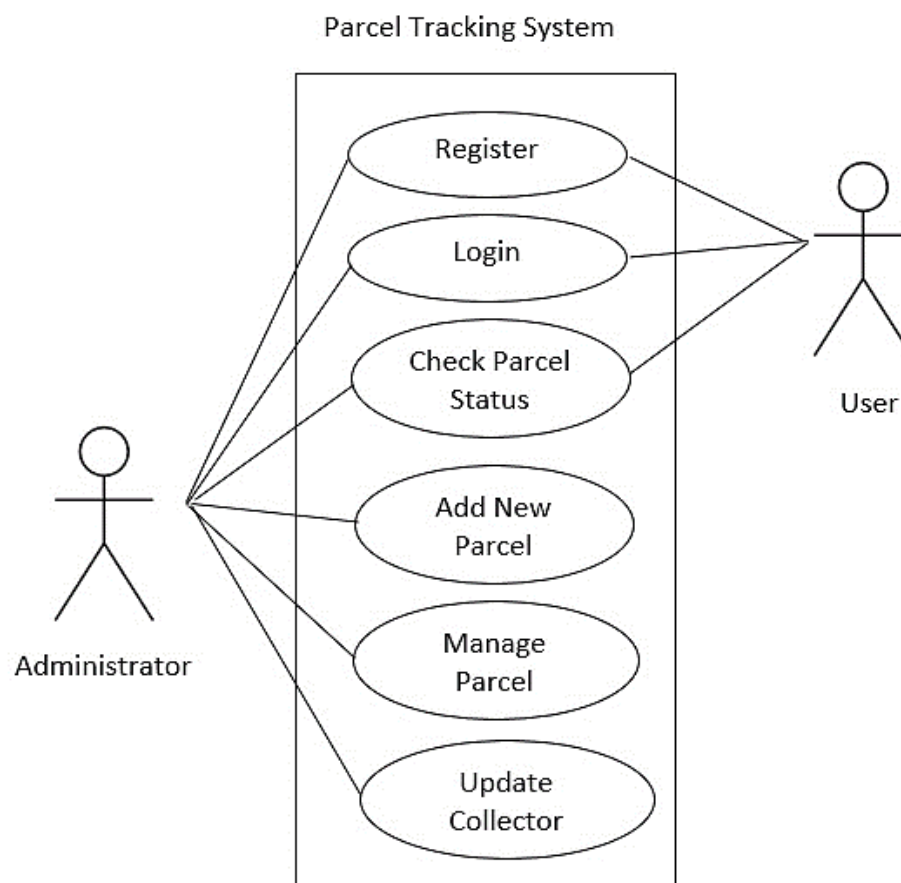 Parcel Tracking System
Register
Login
Check Parcel
Status
User
Add New
Parcel
Administrator
Manage
Parcel
Update
Collector